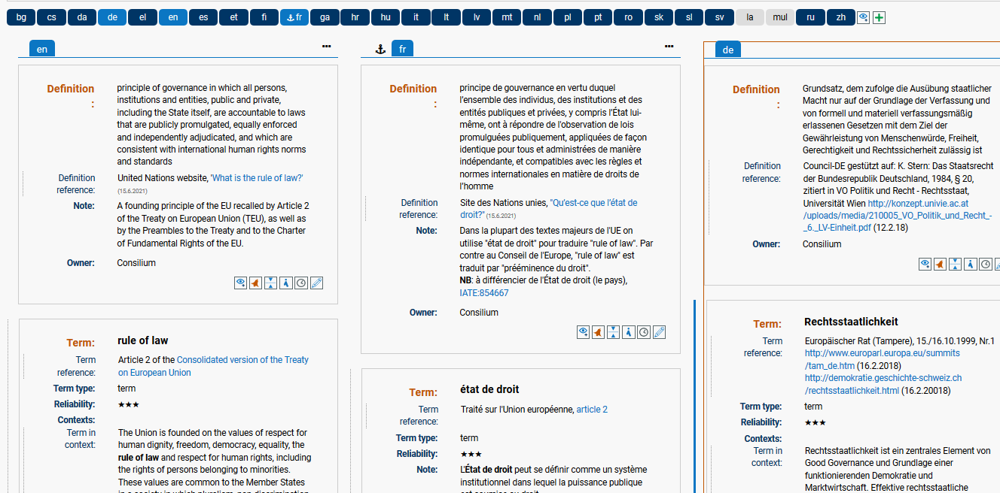 bg cs da de el en es et fi fr ga hr hu it lt lv mt nl pl pt ro sk sl sv la mul ru zh
en
Definition
:
principle of governance in which all persons,
institutions and entities, public and private,
including the State itself, are accountable to laws
that are publicly promulgated, equally enforced
and independently adjudicated, and which are
consistent with international human rights norms
and standards
Definition
reference:
United Nations website, 'What is the rule of law?'
(15.6.2021)
Note:
A founding principle of the EU recalled by Article 2
of the Treaty on European Union (TEU), as well as
by the Preambles to the Treaty and to the Charter
of Fundamental Rights of the EU.
Owner:
Consilium
Term:
rule of law
Term
reference:
Article 2 of the Consolidated version of the Treaty
on European Union
Term type:
term
Reliability:
★★★
Contexts:
Term in
context:
The Union is founded on the values of respect for
human dignity, freedom, democracy, equality, the
rule of law and respect for human rights, including
the rights of persons belonging to minorities.
These values are common to the Member States
in a society in which pluralism, non-discrimination,
fr
Definition
:
principe de gouvernance en vertu duquel
l'ensemble des individus, des institutions et des
entités publiques et privées, y compris l'État lui-
même, ont à répondre de l'observation de lois
promulguées publiquement, appliquées de façon
identique pour tous et administrées de manière
indépendante, et compatibles avec les règles et
normes internationales en matière de droits de
l'homme
Definition
reference:
Site des Nations unies, "Qu'est-ce que l'état de
droit?" (15.6.2021)
Note:
Dans la plupart des textes majeurs de l'UE on
utilise "état de droit" pour traduire "rule of law". Par
contre au Conseil de l'Europe, "rule of law" est
traduit par "prééminence du droit".
NB: à différencier de l'État de droit (le pays),
IATE:854667
Owner:
Consilium
Term:
état de droit
Term
reference:
Traité sur l'Union européenne, article 2
Term type:
term
Reliability:
★★★
Note:
L'État de droit peut se définir comme un système
institutionnel dans lequel la puissance publique
est soumise au droit.
de
Definition
:
Grundsatz, dem zufolge die Ausübung staatlicher
Macht nur auf der Grundlage der Verfassung und
von formell und materiell verfassungsmäßig
erlassenen Gesetzen mit dem Ziel der
Gewährleistung von Menschenwürde, Freiheit,
Gerechtigkeit und Rechtssicherheit zulässig ist
Definition
reference:
Council-DE gestützt auf: K. Stern: Das Staatsrecht
der Bundesrepublik Deutschland, 1984, § 20,
zitiert in VO Politik und Recht - Rechtsstaat,
Universität Wien http://konzept.univie.ac.at
/uploads/media/210005_VO_Politik_und_Recht_-
_6._LV-Einheit.pdf (12.2.18)
Owner:
Consilium
Term:
Rechtsstaatlichkeit
Term
reference:
Europäischer Rat (Tampere), 15./16.10.1999, Nr.1
http://www.europarl.europa.eu/summits
/tam_de.htm (16.2.2018)
http://demokratie.geschichte-schweiz.ch
/rechtsstaatlichkeit.html (16.2.20018)
Term type:
term
Reliability:
★★★
Contexts:
Term in
context:
Rechtsstaatlichkeit ist ein zentrales Element von
Good Governance und Grundlage einer
funktionierenden Demokratie und
Marktwirtschaft. Effektive rechtsstaatliche